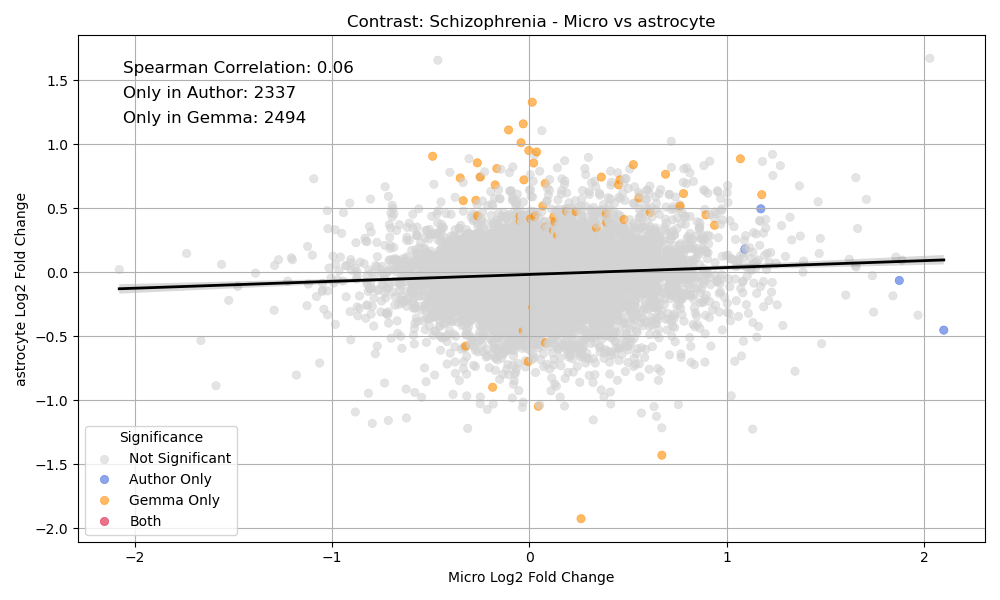 Contrast: Schizophrenia - Micro vs astrocyte
Spearman Correlation: 0.06
Only in Author: 2337
Only in Gemma: 2494
astrocyte Log2 Fold Change
1.5
1.0
0.5
0.0
−0.5
−1.0
−1.5
−2.0
Significance
Not Significant
Author Only
Gemma Only
Both
−2 −1 0 1 2
Micro Log2 Fold Change